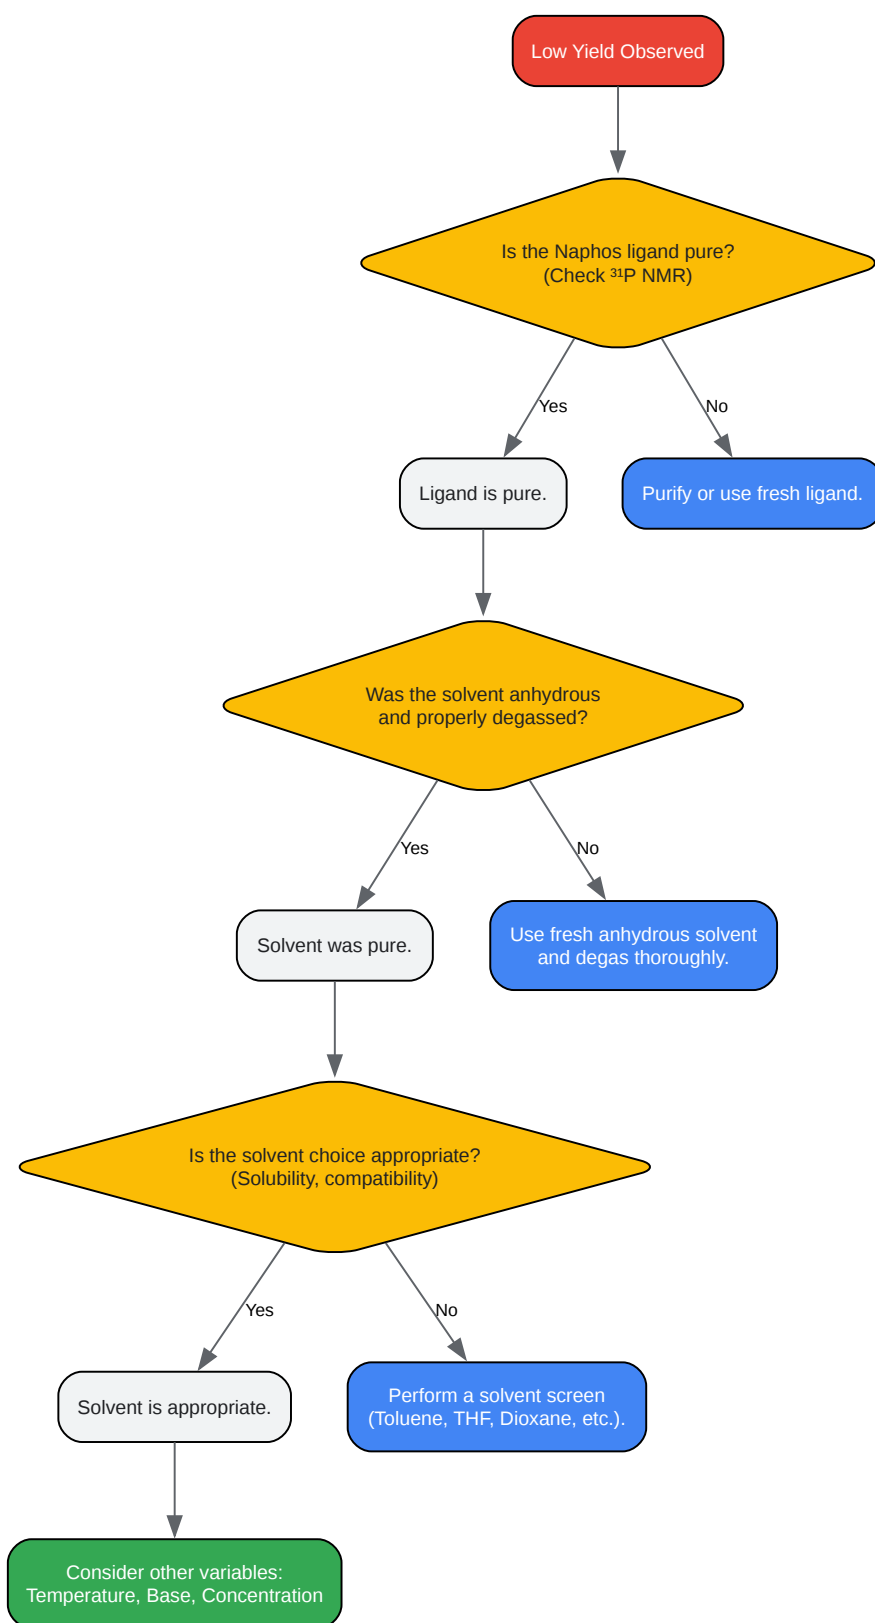 Low Yield Observed
Is the Naphos ligand pure?
(Check ³¹P NMR)
Yes
No
Ligand is pure.
Purify or use fresh ligand.
Was the solvent anhydrous
and properly degassed?
Yes
No
Solvent was pure.
Use fresh anhydrous solvent
and degas thoroughly.
Is the solvent choice appropriate?
(Solubility, compatibility)
Yes
No
Solvent is appropriate.
Perform a solvent screen
(Toluene, THF, Dioxane, etc.).
Consider other variables:
Temperature, Base, Concentration